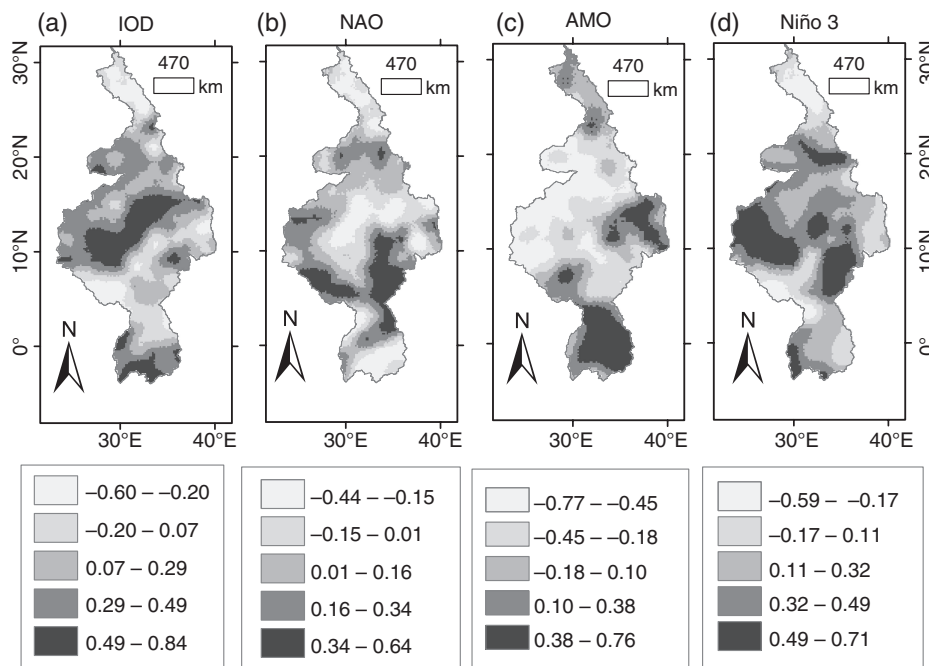 (a) IOD
(b) NAO
(c) AMO
(d) Niño 3
30°N
20°N
10°N
0°
470
km
N
30°E 40°E
470
km
N
30°E 40°E
470
km
N
30°E 40°E
470
km
N
30°E 40°E
30°N
20°N
10°N
0°
–0.60 – –0.20
–0.20 – 0.07
0.07 – 0.29
0.29 – 0.49
0.49 – 0.84
–0.44 – –0.15
–0.15 – 0.01
0.01 – 0.16
0.16 – 0.34
0.34 – 0.64
–0.77 – –0.45
–0.45 – –0.18
–0.18 – 0.10
0.10 – 0.38
0.38 – 0.76
–0.59 – –0.17
–0.17 – 0.11
0.11 – 0.32
0.32 – 0.49
0.49 – 0.71